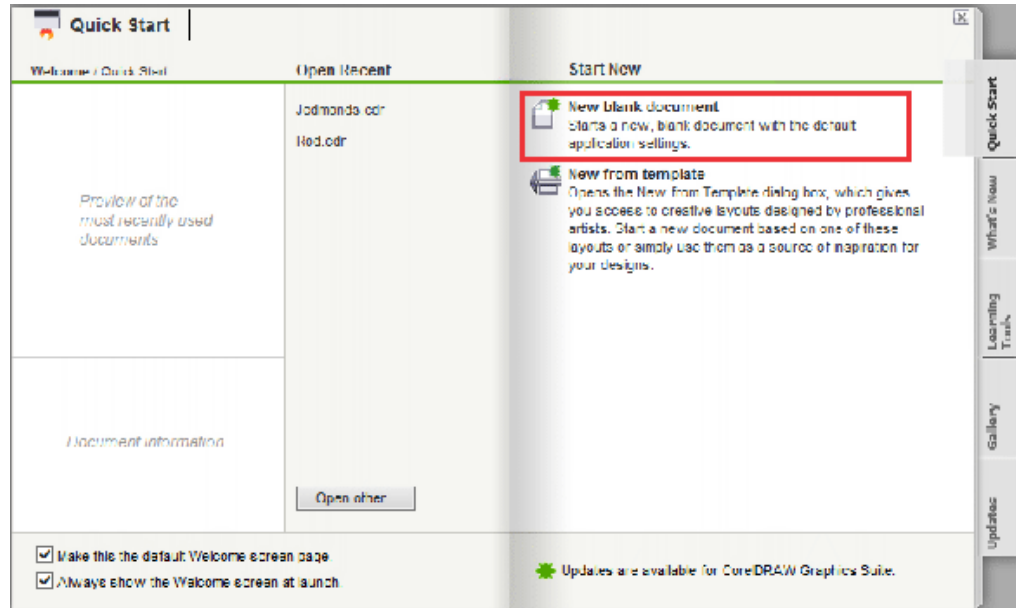 Quick Start
Welcome / Quick Start
Open Recent
Start New
Jodmonds.cdr
Rod.cdr
New blank document
Starts a new, blank document with the default
application settings.
New from template
Opens the New From Template dialog box, which gives
you access to creative layouts designed by professional
artists. Start a new document based on one of these
layouts or simply use them as a source of inspiration for
your designs.
Preview of the
most recently used
documents
Document information
Open other
Make this the default Welcome screen page
Always show the Welcome screen at launch
Updates are available for CorelDRAW Graphics Suite.
Quick Start
What's New
Learning
Tools
Gallery
Updates